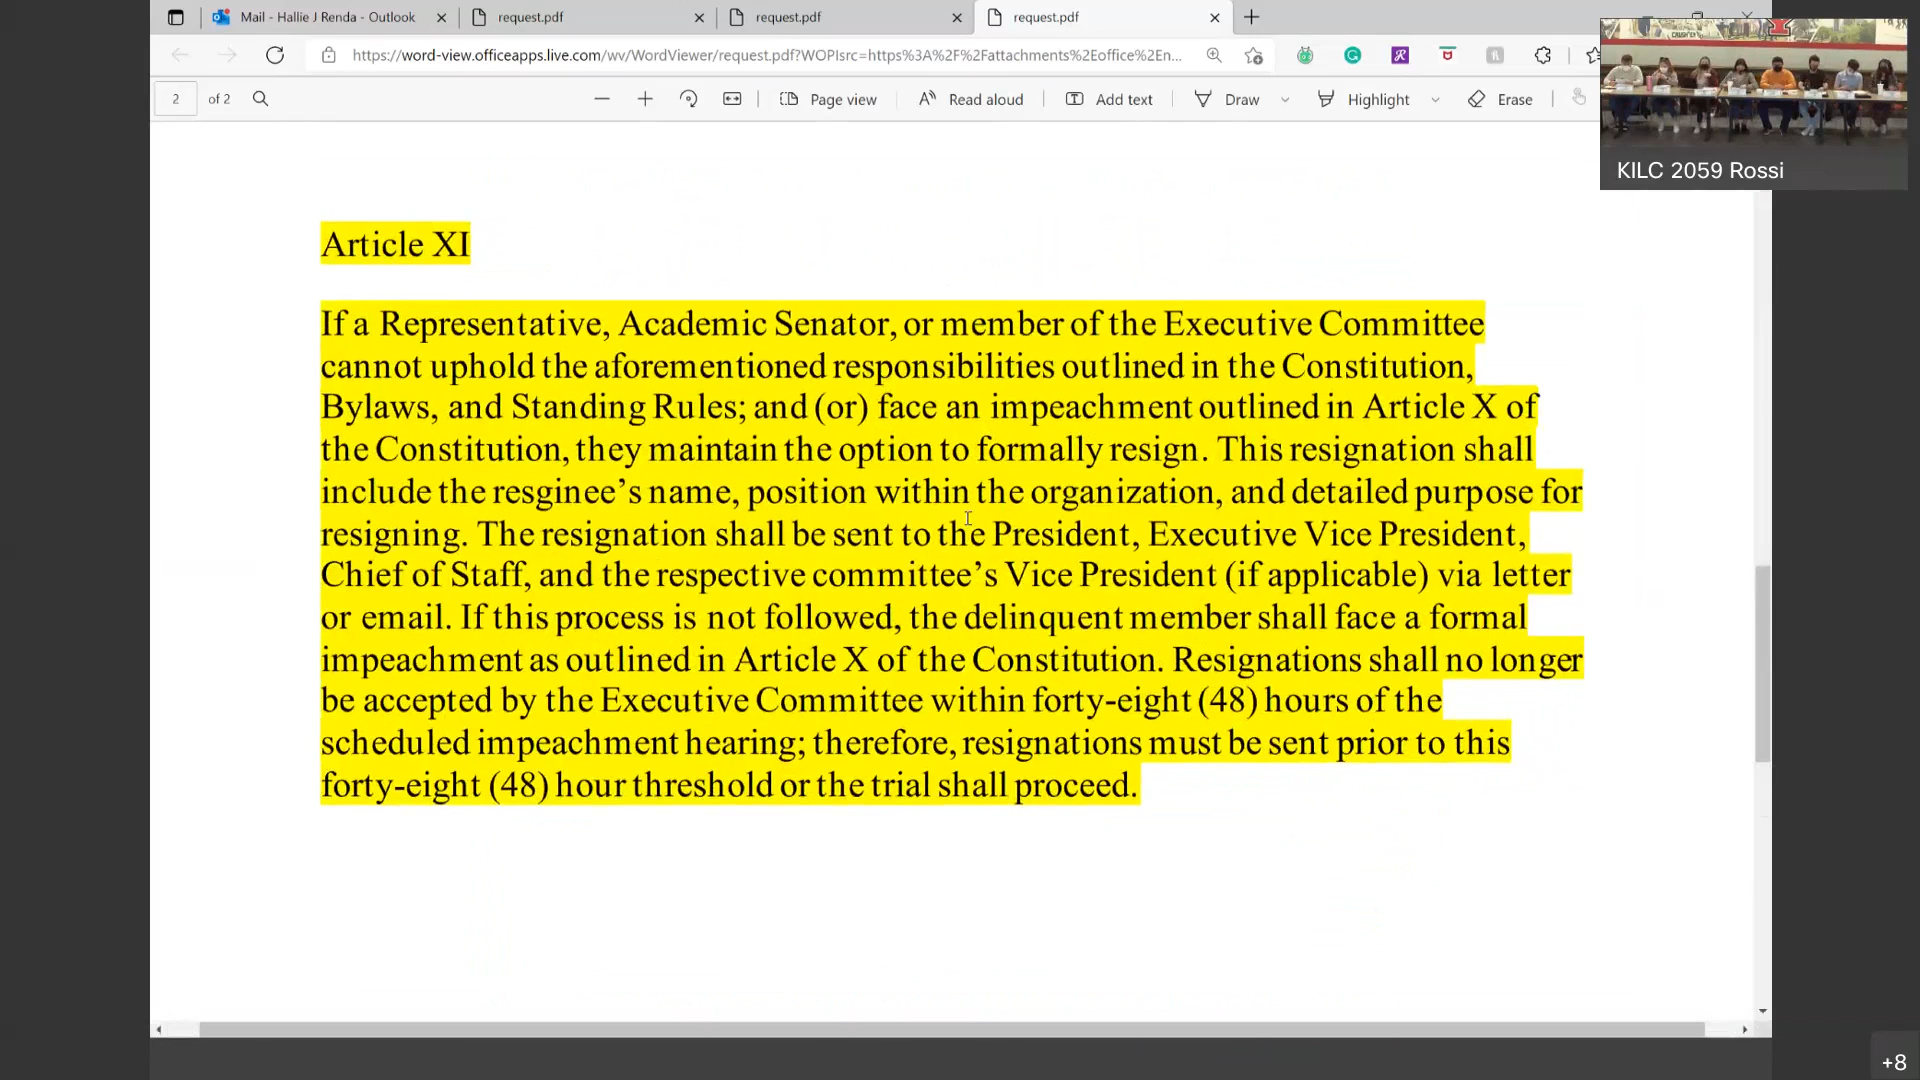 Mail - Hallie J Renda - Outlook
request.pdf
request.pdf
request.pdf
https://word-view.officeapps.live.com/wv/WordViewer/request.pdf?WOPIsrc=https%3A%2F%2Fattachments%2Eoffice%2En...
2 of 2
Page view
Read aloud
Add text
Draw
Highlight
Erase
KILC 2059 Rossi
Article XI
If a Representative, Academic Senator, or member of the Executive Committee
cannot uphold the aforementioned responsibilities outlined in the Constitution,
Bylaws, and Standing Rules; and (or) face an impeachment outlined in Article X of
the Constitution, they maintain the option to formally resign. This resignation shall
include the resginee’s name, position within the organization, and detailed purpose for
resigning. The resignation shall be sent to the President, Executive Vice President,
Chief of Staff, and the respective committee’s Vice President (if applicable) via letter
or email. If this process is not followed, the delinquent member shall face a formal
impeachment as outlined in Article X of the Constitution. Resignations shall no longer
be accepted by the Executive Committee within forty-eight (48) hours of the
scheduled impeachment hearing; therefore, resignations must be sent prior to this
forty-eight (48) hour threshold or the trial shall proceed.
+8